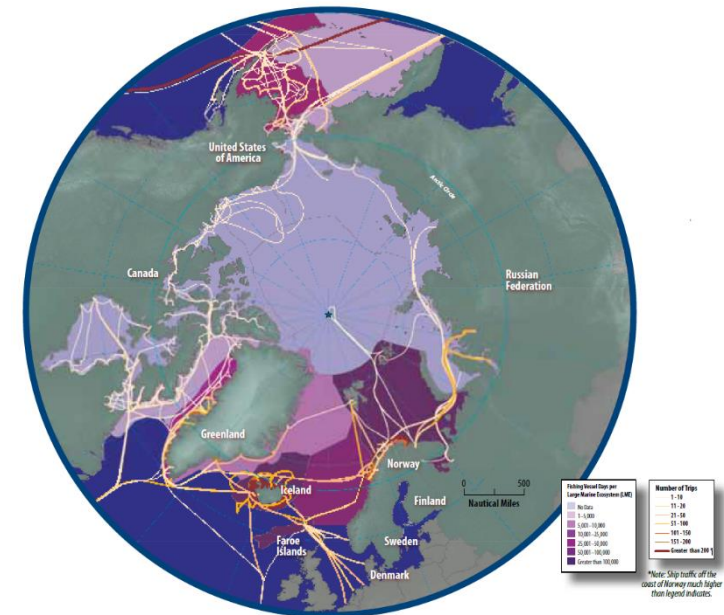 United States
of America
Arctic Circle
Canada
Russian
Federation
Greenland
Norway
Iceland
Finland
Faroe
Islands
Sweden
Denmark
0 500
Nautical Miles
Fishing Vessel Days per
Large Marine Ecosystem (LME)
No Data
1-5,000
5,001-10,000
10,001-25,000
25,001-50,000
50,001-100,000
Greater than 100,000
Number of Trips
1-10
11-20
21-50
51-100
101-150
151-200
Greater than 200
*Note: Ship traffic off the
coast of Norway much higher
than legend indicates.